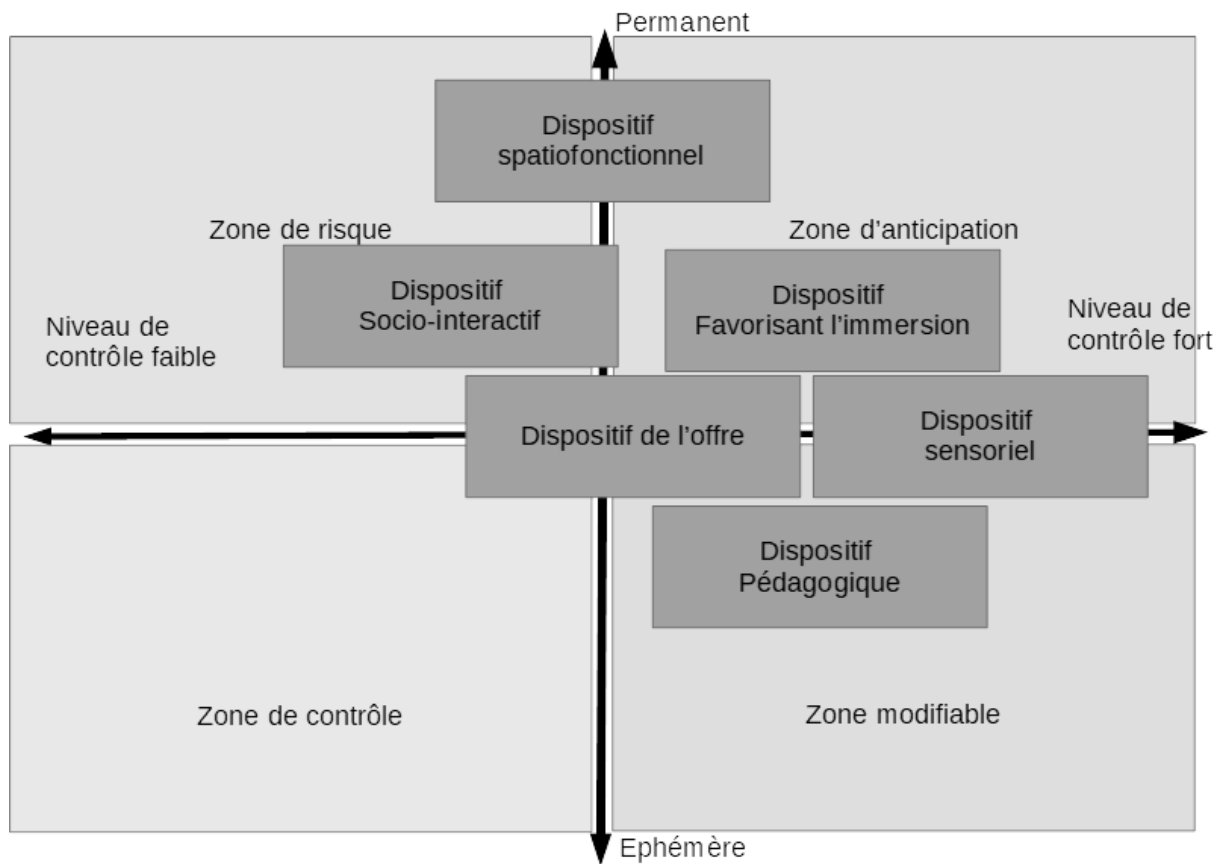 Permanent
Dispositif
spatiofonctionnel
Zone de risque
Zone d'anticipation
Dispositif
Socio-interactif
Dispositif
Favorisant l'immersion
Niveau de
contrôle faible
Niveau de
contrôle fort
Dispositif de l'offre
Dispositif
sensoriel
Dispositif
Pédagogique
Zone de contrôle
Zone modifiable
Ephémère